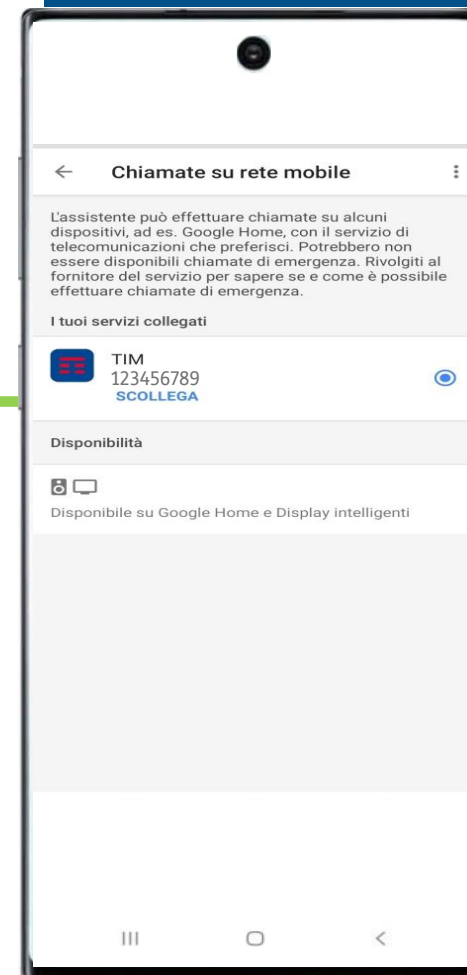 Chiamate su rete mobile
L'assistente può effettuare chiamate su alcuni
dispositivi, ad es. Google Home, con il servizio di
telecomunicazioni che preferisci. Potrebbero non
essere disponibili chiamate di emergenza. Rivolgiti al
fornitore del servizio per sapere se e come è possibile
effettuare chiamate di emergenza.
I tuoi servizi collegati
TIM
123456789
SCOLLEGA
Disponibilità
Disponibile su Google Home e Display intelligenti